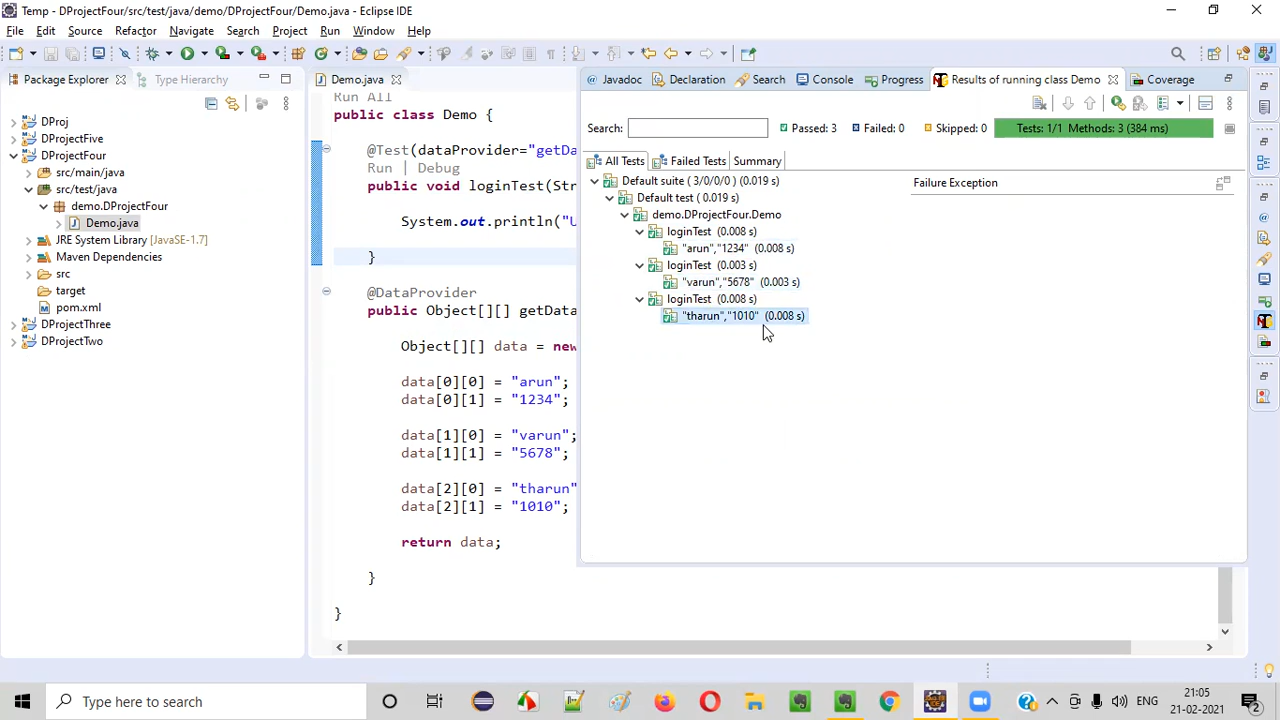 Temp - DProjectFour/src/test/java/demo/DProjectFour/Demo.java - Eclipse IDE
File Edit Source Refactor Navigate Search Project Run Window Help
Package Explorer Type Hierarchy
DProj
DProjectFive
DProjectFour
src/main/java
src/test/java
demo.DProjectFour
Demo.java
JRE System Library [JavaSE-1.7]
Maven Dependencies
src
target
pom.xml
DProjectThree
DProjectTwo
Demo.java
Run All
public class Demo {
@Test(dataProvider="getDa
Run | Debug
public void loginTest(Str
System.out.println("U
}
@DataProvider
public Object[][] getData
Object[][] data = new
data[0][0] = "arun";
data[0][1] = "1234";
data[1][0] = "varun";
data[1][1] = "5678";
data[2][0] = "tharun"
data[2][1] = "1010";
return data;
}
}
Javadoc Declaration Search Console Progress Results of running class Demo Coverage
Search: Passed: 3 Failed: 0 Skipped: 0 Tests: 1/1 Methods: 3 (384 ms)
All Tests Failed Tests Summary
Default suite ( 3/0/0/0 ) (0.019 s)
Default test ( 0.019 s)
demo.DProjectFour.Demo
loginTest (0.008 s)
"arun","1234" (0.008 s)
loginTest (0.003 s)
"varun","5678" (0.003 s)
loginTest (0.008 s)
"tharun","1010" (0.008 s)
Failure Exception
Type here to search
ENG
21:05
21-02-2021
2